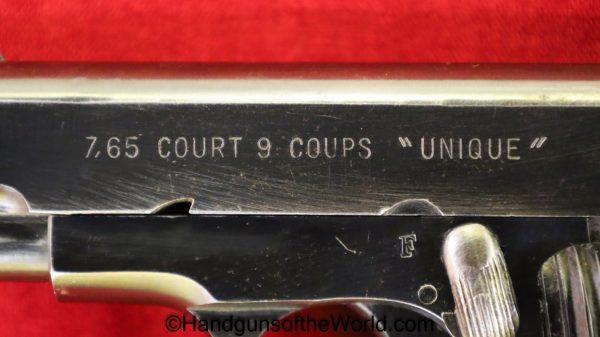 7,65 COURT 9 COUPS "UNIQUE"
F
©HandgunsoftheWorld.com